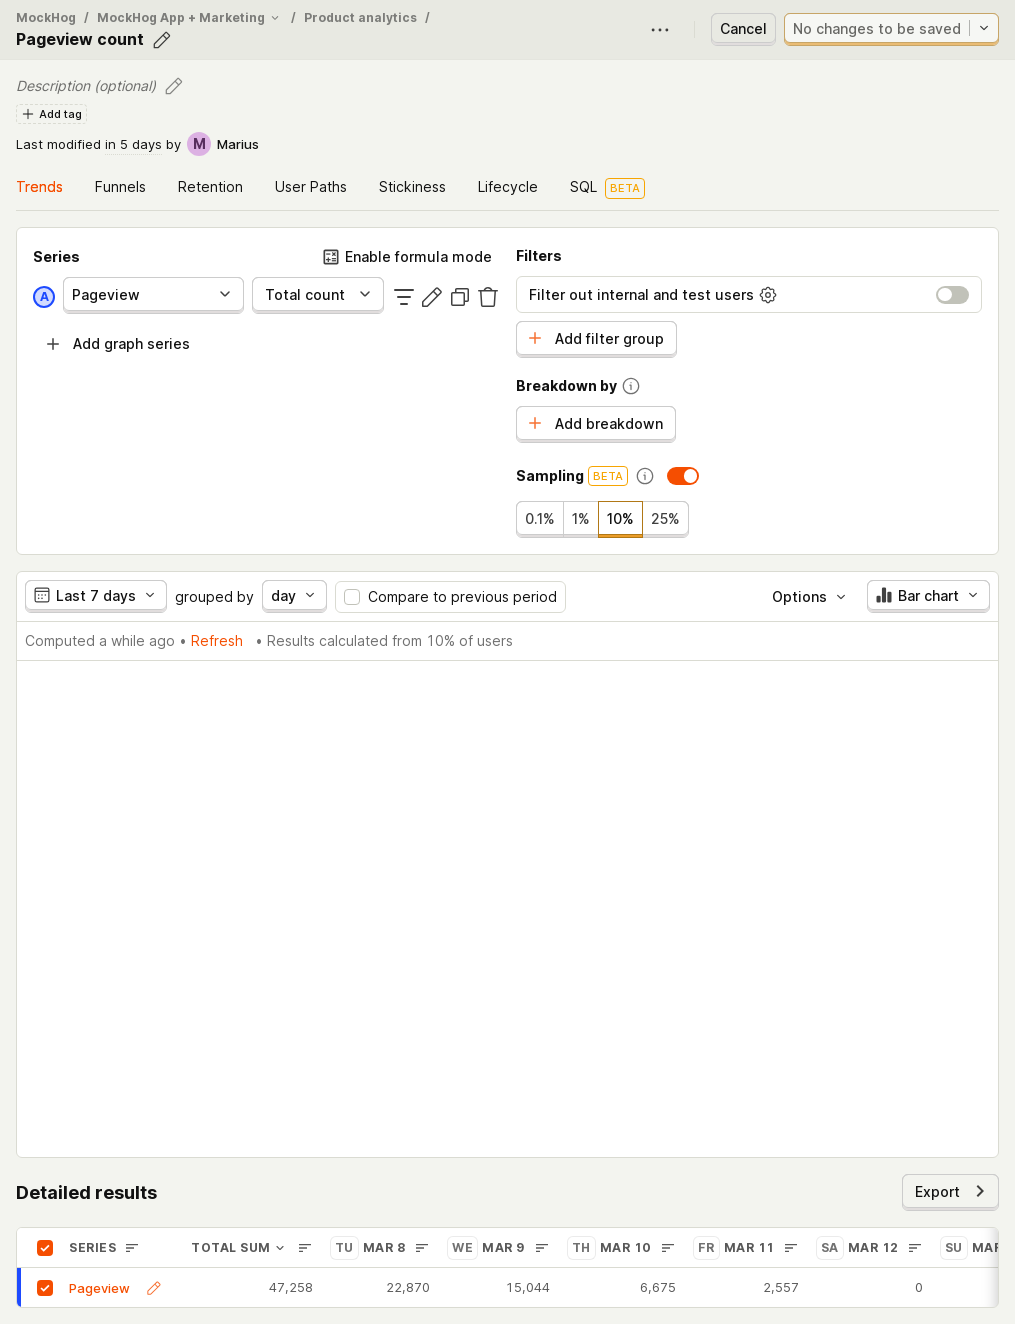 MockHog / MockHog App + Marketing / Product analytics /
Pageview count
Cancel
No changes to be saved
Description (optional)
Add tag
Last modified in 5 days by M Marius
Trends Funnels Retention User Paths Stickiness Lifecycle SQL BETA
Series
Enable formula mode
A Pageview Total count
Add graph series
Filters
Filter out internal and test users
Add filter group
Breakdown by
Add breakdown
Sampling BETA
0.1% 1% 10% 25%
Last 7 days grouped by day Compare to previous period Options Bar chart
Computed a while ago • Refresh • Results calculated from 10% of users
Detailed results
Export
SERIES TOTAL SUM TU MAR 8 WE MAR 9 TH MAR 10 FR MAR 11 SA MAR 12 SU MAR
Pageview 47,258 22,870 15,044 6,675 2,557 0